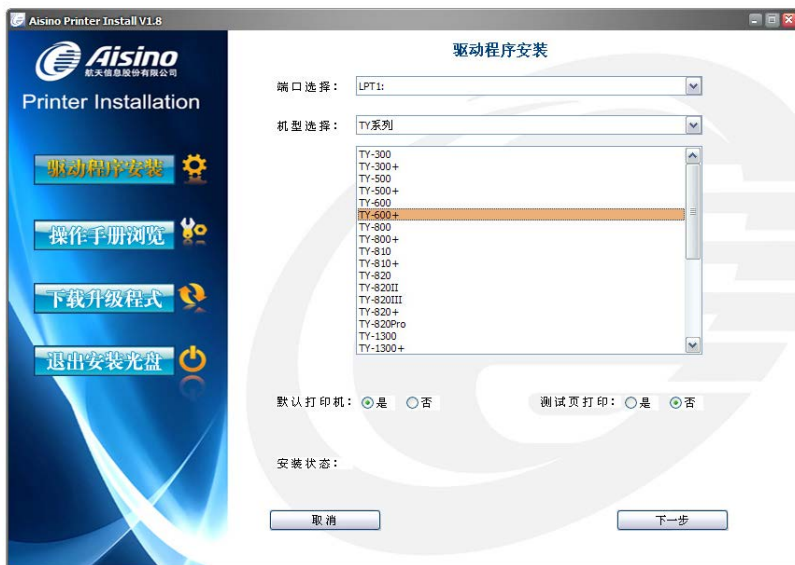 Aisino Printer Install V1.8
Aisino
航天信息股份有限公司
Printer Installation
驱动程序安装
操作手册浏览
下载升级程式
退出安装光盘
驱动程序安装
端口选择： LPT1:
机型选择： TY系列
TY-300
TY-300+
TY-500
TY-500+
TY-600
TY-600+
TY-800
TY-800+
TY-810
TY-810+
TY-820
TY-820II
TY-820III
TY-820+
TY-820Pro
TY-1300
TY-1300+
默认打印机： 是 否 测试页打印： 是 否
安装状态：
取消 下一步